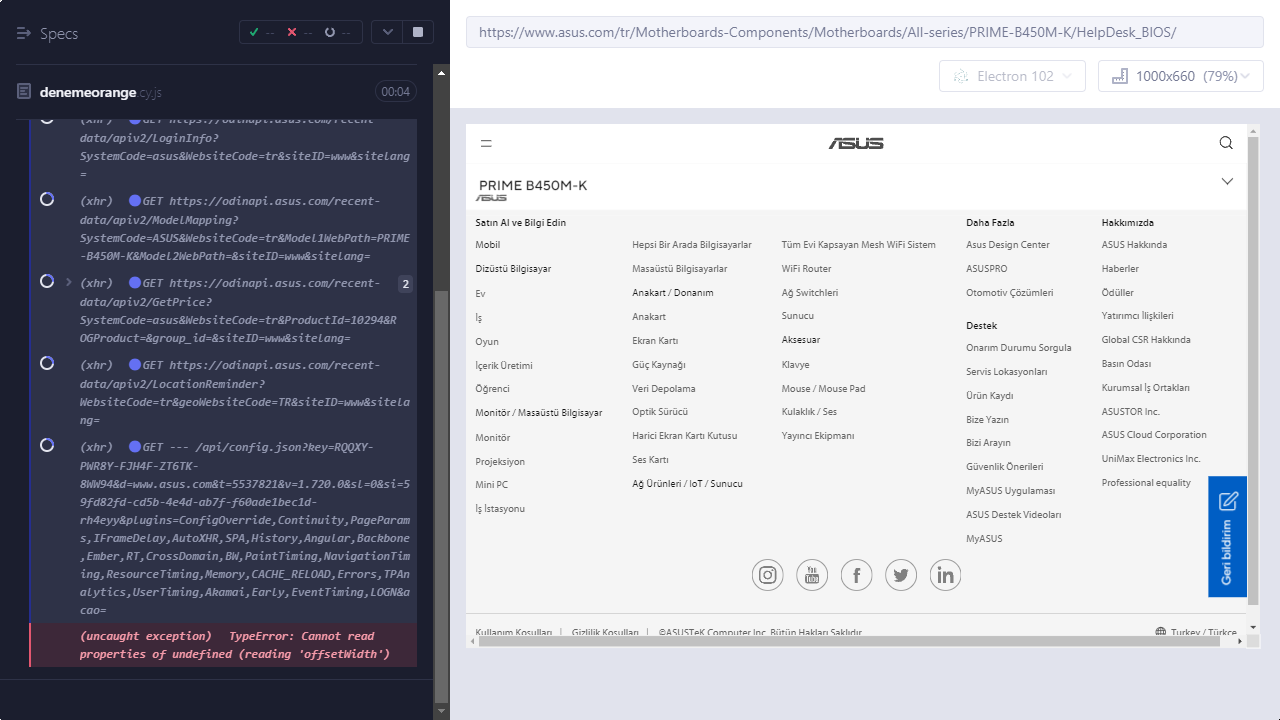 Specs
--
--
--
denemeorange.cy.js
00:04
(xhr) GET https://odinapi.asus.com/recent-
data/apiv2/LoginInfo?
SystemCode=asus&WebsiteCode=tr&siteID=www&sitelang
=
(xhr) GET https://odinapi.asus.com/recent-
data/apiv2/ModelMapping?
SystemCode=ASUS&WebsiteCode=tr&Model1WebPath=PRIME
-B450M-K&Model2WebPath=&siteID=www&sitelang=
(xhr) GET https://odinapi.asus.com/recent-
data/apiv2/GetPrice?
SystemCode=asus&WebsiteCode=tr&ProductId=10294&R
OGProduct=&group_id=&siteID=www&sitelang=
2
(xhr) GET https://odinapi.asus.com/recent-
data/apiv2/LocationReminder?
WebsiteCode=tr&geoWebsiteCode=TR&siteID=www&sitela
ng=
(xhr) GET --- /api/config.json?key=RQQXY-
PWR8Y-FJH4F-ZT6TK-
8WW94&d=www.asus.com&t=5537821&v=1.720.0&sl=0&si=5
9fd82fd-cd5b-4e4d-ab7f-f60ade1bec1d-
rh4eyy&plugins=ConfigOverride,Continuity,PageParam
s,IFrameDelay,AutoXHR,SPA,History,Angular,Backbone
,Ember,RT,CrossDomain,BW,PaintTiming,NavigationTim
ing,ResourceTiming,Memory,CACHE_RELOAD,Errors,TPAn
alytics,UserTiming,Akamai,Early,EventTiming,LOGN&a
cao=
(uncaught exception) TypeError: Cannot read
properties of undefined (reading 'offsetWidth')
https://www.asus.com/tr/Motherboards-Components/Motherboards/All-series/PRIME-B450M-K/HelpDesk_BIOS/
Electron 102
1000x660 (79%)
ASUS
PRIME B450M-K
ASUS
Satın Al ve Bilgi Edin
Mobil
Dizüstü Bilgisayar
Ev
İş
Oyun
İçerik Üretimi
Öğrenci
Monitör / Masaüstü Bilgisayar
Monitör
Projeksiyon
Mini PC
İş İstasyonu
Hepsi Bir Arada Bilgisayarlar
Masaüstü Bilgisayarlar
Anakart / Donanım
Anakart
Ekran Kartı
Güç Kaynağı
Veri Depolama
Optik Sürücü
Harici Ekran Kartı Kutusu
Ses Kartı
Ağ Ürünleri / IoT / Sunucu
Tüm Evi Kapsayan Mesh WiFi Sistem
WiFi Router
Ağ Switchleri
Sunucu
Aksesuar
Klavye
Mouse / Mouse Pad
Kulaklık / Ses
Yayıncı Ekipmanı
Daha Fazla
Asus Design Center
ASUSPRO
Otomotiv Çözümleri
Destek
Onarım Durumu Sorgula
Servis Lokasyonları
Ürün Kaydı
Bize Yazın
Bizi Arayın
Güvenlik Önerileri
MyASUS Uygulaması
ASUS Destek Videoları
MyASUS
Hakkımızda
ASUS Hakkında
Haberler
Ödüller
Yatırımcı İlişkileri
Global CSR Hakkında
Basın Odası
Kurumsal İş Ortakları
ASUSTOR Inc.
ASUS Cloud Corporation
UniMax Electronics Inc.
Professional equality
Geri bildirim
You Tube
Kullanım Koşulları | Gizlilik Koşulları | ©ASUSTeK Computer Inc. Bütün Hakları Saklıdır
Turkey / Türkçe